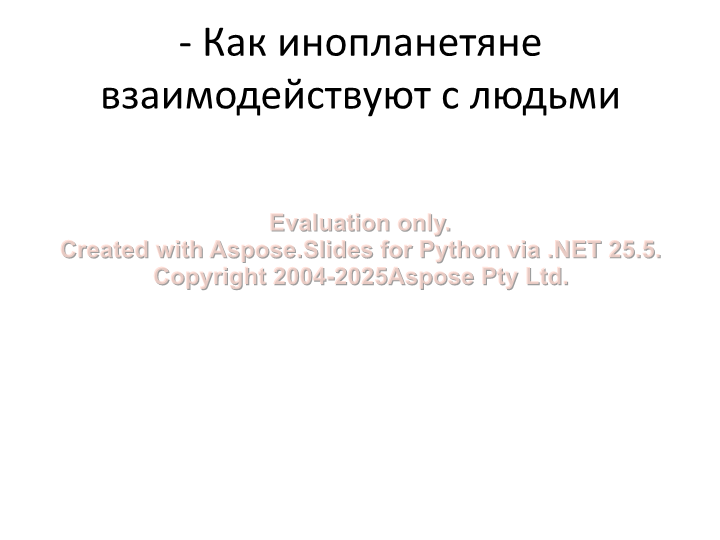 - Как инопланетяне
взаимодействуют с людьми
Evaluation only.
Created with Aspose.Slides for Python via .NET 25.5.
Copyright 2004-2025Aspose Pty Ltd.